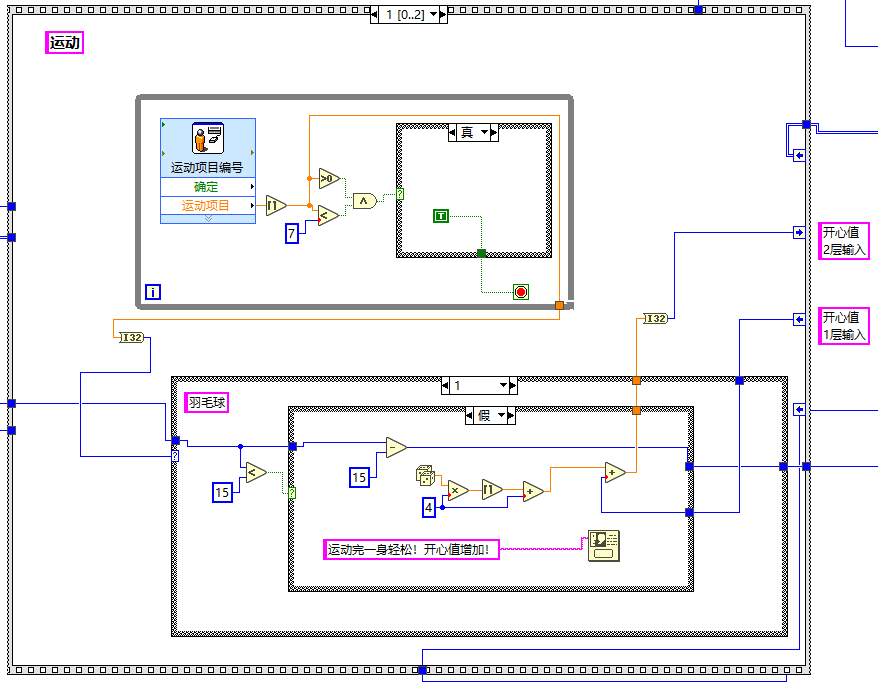 1 [0..2]
运动
真
运动项目编号
确定
运动项目
>0
<
∧
?
7
T
i
开心值
2层输入
I32
开心值
1层输入
I32
1
羽毛球
假
?
<
15
?
-
15
×
+
+
4
运动完一身轻松！开心值增加！